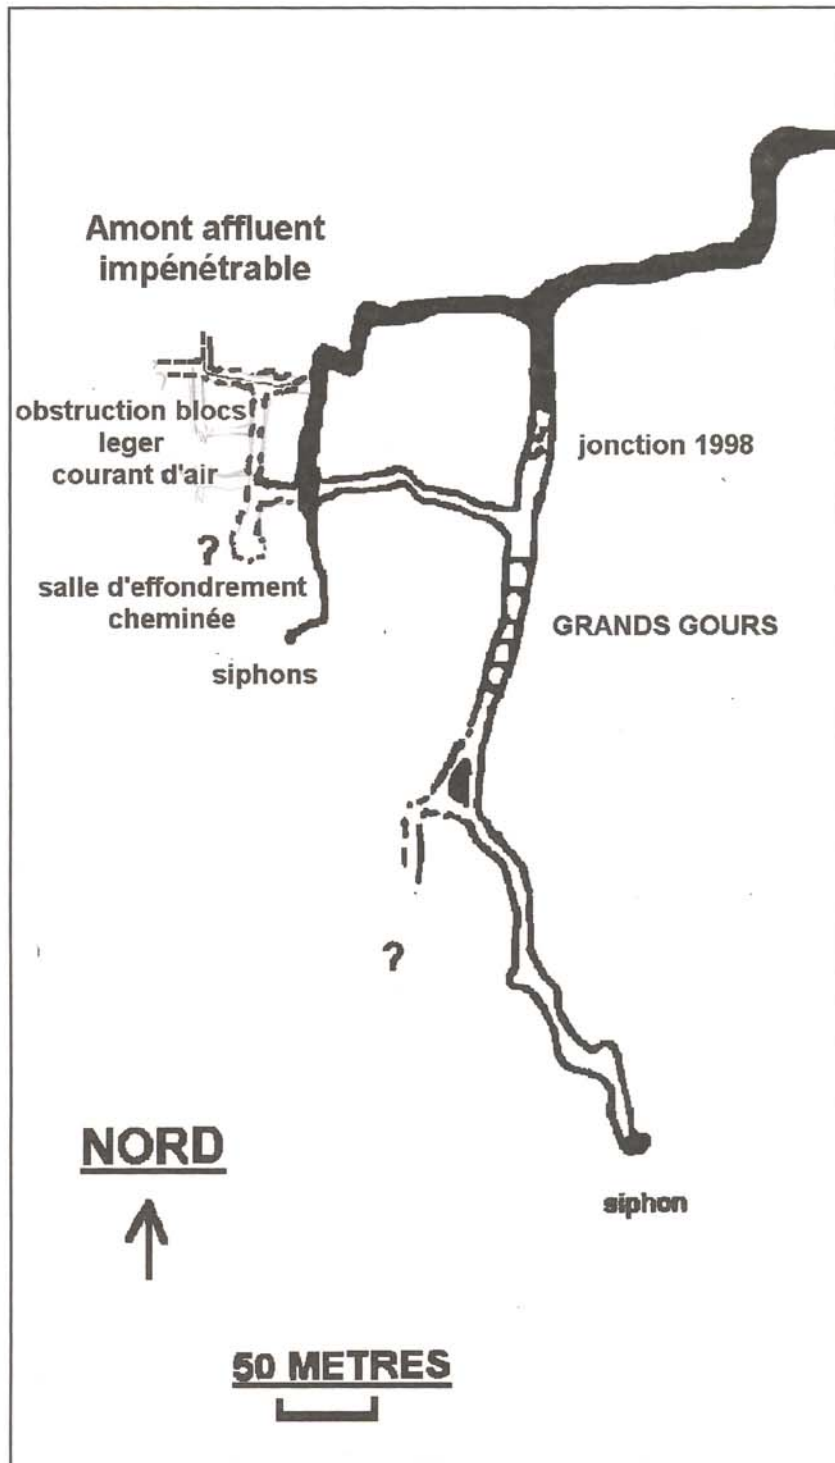 Amont affluent
impénétrable
obstruction blocs
leger
courant d'air
jonction 1998
?
salle d'effondrement
cheminée
GRANDS GOURS
siphons
?
NORD
siphon
50 METRES